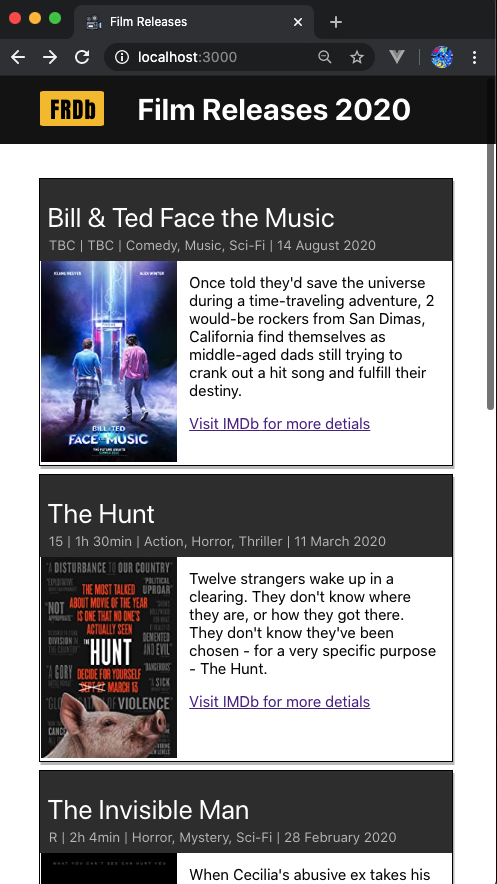 Film Releases
localhost:3000
FRDb
Film Releases 2020
Bill & Ted Face the Music
TBC | TBC | Comedy, Music, Sci-Fi | 14 August 2020
KEANU REEVES ALEX WINTER
BILL & TED
FACE THE MUSIC
THE FUTURE AWAITS
Once told they'd save the universe
during a time-traveling adventure, 2
would-be rockers from San Dimas,
California find themselves as
middle-aged dads still trying to
crank out a hit song and fulfill their
destiny.
Visit IMDb for more detials
The Hunt
15 | 1h 30min | Action, Horror, Thriller | 11 March 2020
"A DISTURBANCE TO OUR COUNTRY"
"POLITICAL
UPROAR"
THE MOST TALKED
ABOUT MOVIE OF THE YEAR
IS ONE THAT NO ONE'S
ACTUALLY SEEN
"NOT
APPROPRIATE"
DIVISION
DEMENTED
AND EVIL"
THE
HUNT
"DANGEROUS"
"A GORY
DECIDE FOR YOURSELF
SEPT 27 MARCH 13
"A SICK
VIOLENCE"
Twelve strangers wake up in a
clearing. They don't know where
they are, or how they got there.
They don't know they've been
chosen - for a very specific purpose
- The Hunt.
Visit IMDb for more detials
The Invisible Man
R | 2h 4min | Horror, Mystery, Sci-Fi | 28 February 2020
WHAT YOU CAN'T SEE CAN HURT YOU
When Cecilia's abusive ex takes his